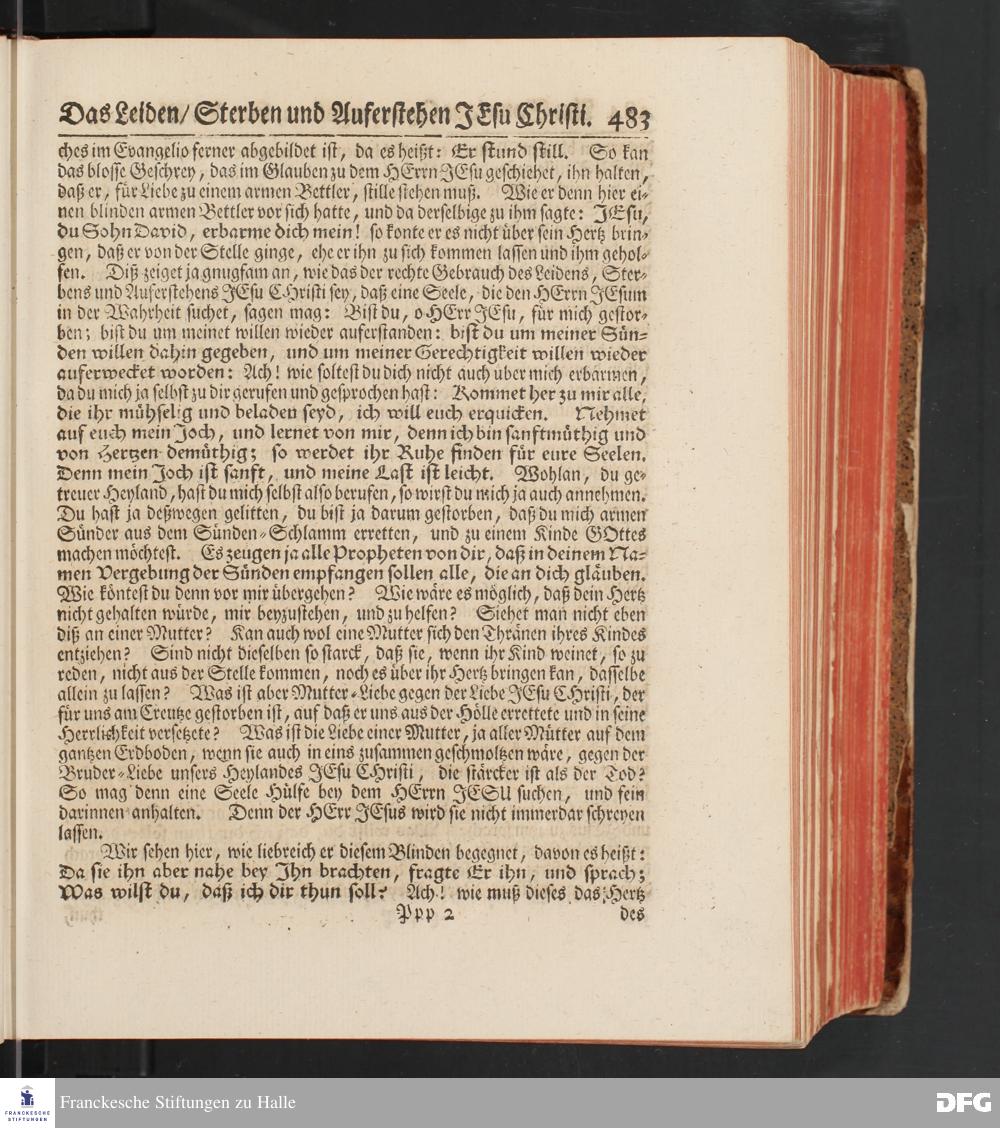 Das Leiden/ Sterben und Auferstehen JEsu Christi. 483
ches im Evangelio ferner abgebildet ist, da es heißt: Er stund still. So kan
das blosse Geschrey, das im Glauben zu dem HErrn JEsu geschiehet, ihn halten,
daß er, für Liebe zu einem armen Bettler, stille stehen muß. Wie er denn hier ei-
nen blinden armen Bettler vor sich hatte, und da derselbige zu ihm sagte: JEsu,
du Sohn David, erbarme dich mein! so konte er es nicht über sein Hertz brin-
gen, daß er von der Stelle ginge, ehe er ihn zu sich kommen lassen und ihm gehol-
fen. Diß zeiget ja gnugsam an, wie das der rechte Gebrauch des Leidens, Ster-
bens und Auferstehens JEsu CHristi sey, daß eine Seele, die den HErrn JEsum
in der Wahrheit suchet, sagen mag: Bist du, o HErr JEsu, für mich gestor-
ben; bist du um meinet willen wieder auferstanden: bist du um meiner Sün-
den willen dahin gegeben, und um meiner Gerechtigkeit willen wieder
auferwecket worden: Ach! wie soltest du dich nicht auch über mich erbarmen,
da du mich ja selbst zu dir gerufen und gesprochen hast: Kommet her zu mir alle,
die ihr mühselig und beladen seyd, ich will euch erquicken. Nehmet
auf euch mein Joch, und lernet von mir, denn ich bin sanftmüthig und
von Hertzen demüthig; so werdet ihr Ruhe finden für eure Seelen.
Denn mein Joch ist sanft, und meine Last ist leicht. Wohlan, du ge-
treuer Heyland, hast du mich selbst also berufen, so wirst du mich ja auch annehmen.
Du hast ja deßwegen gelitten, du bist ja darum gestorben, daß du mich armen
Sünder aus dem Sünden-Schlamm erretten, und zu einem Kinde GOttes
machen möchtest. Es zeugen ja alle Propheten von dir, daß in deinem Na-
men Vergebung der Sünden empfangen sollen alle, die an dich gläuben.
Wie köntest du denn vor mir übergehen? Wie wäre es möglich, daß dein Hertz
nicht gehalten würde, mir beyzustehen, und zu helfen? Siehet man nicht eben
diß an einer Mutter? Kan auch wol eine Mutter sich den Thränen ihres Kindes
entziehen? Sind nicht dieselben so starck, daß sie, wenn ihr Kind weinet, so zu
reden, nicht aus der Stelle kommen, noch es über ihr Hertz bringen kan, dasselbe
allein zu lassen? Was ist aber Mutter-Liebe gegen der Liebe JEsu CHristi, der
für uns am Creutze gestorben ist, auf daß er uns aus der Hölle errettete und in seine
Herrlichkeit versetzete? Was ist die Liebe einer Mutter, ja aller Mütter auf dem
gantzen Erdboden, wenn sie auch in eins zusammen geschmoltzen wäre, gegen der
Bruder-Liebe unsers Heylandes JEsu CHristi, die stärcker ist als der Tod?
So mag denn eine Seele Hülfe bey dem HErrn JESU suchen, und fein
darinnen anhalten. Denn der HErr JEsus wird sie nicht immerdar schreyen
lassen.
Wir sehen hier, wie liebreich er diesem Blinden begegnet, davon es heißt:
Da sie ihn aber nahe bey Ihn brachten, fragte Er ihn, und sprach;
Was wilst du, daß ich dir thun soll? Ach! wie muß dieses das Hertz
Ppp 2 des
FRANCKESCHE
STIFTUNGEN
Franckesche Stiftungen zu Halle
DFG